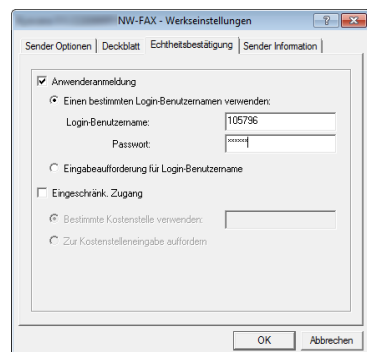 NW-FAX - Werkseinstellungen
Sender Optionen Deckblatt Echtheitsbestätigung Sender Information
Anwenderanmeldung
Einen bestimmten Login-Benutzernamen verwenden:
Login-Benutzername: 105796
Passwort: ******
Eingabeaufforderung für Login-Benutzername
Eingeschränk. Zugang
Bestimmte Kostenstelle verwenden:
Zur Kostenstelleneingabe auffordern
OK Abbrechen